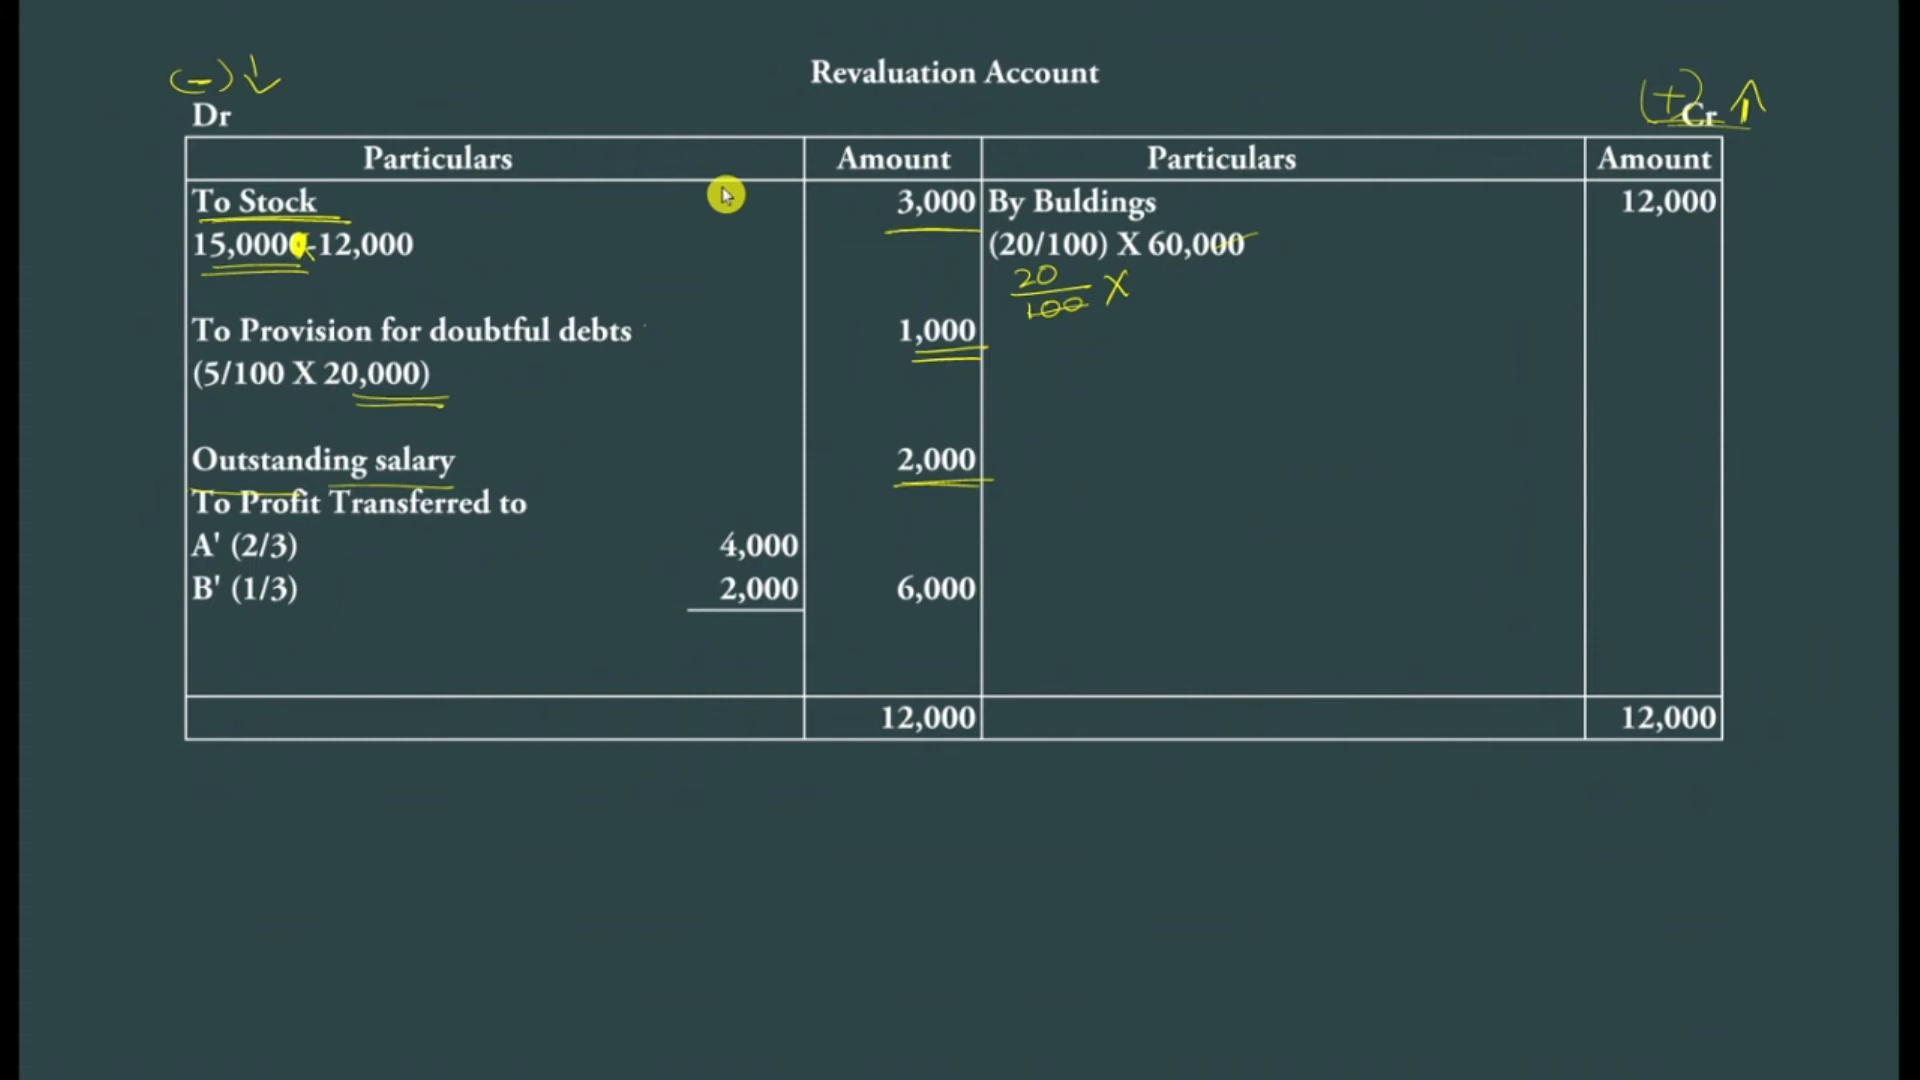 Revaluation Account
(-) ↓
(+) ↑
Dr
Cr
Particulars Amount Particulars Amount
To Stock 3,000 By Buldings 12,000
15,000-12,000 (20/100) X 60,000
20/100 X
To Provision for doubtful debts 1,000
(5/100 X 20,000)
Outstanding salary 2,000
To Profit Transferred to
A' (2/3) 4,000
B' (1/3) 2,000 6,000
12,000 12,000